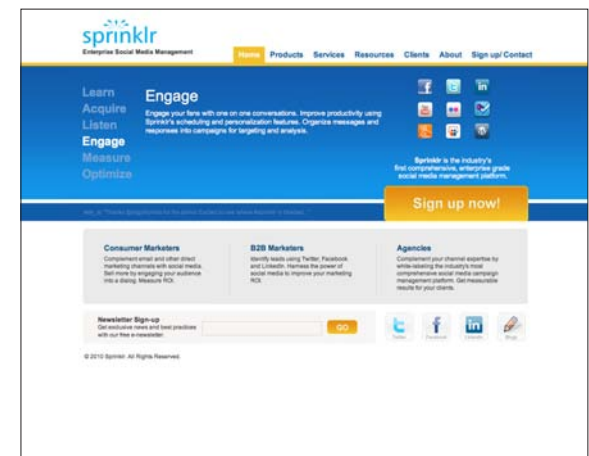 sprinklr
Enterprise Social Media Management
Home Products Services Resources Clients About Sign up/ Contact
Learn
Acquire
Listen
Engage
Measure
Optimize
Engage
Engage your fans with one on one conversations. Improve productivity using
Sprinklr's scheduling and personalization features. Organize messages and
responses into campaigns for targeting and analysis.
Sprinklr is the industry's
first comprehensive, enterprise grade
social media management platform.
Sign up now!
Consumer Marketers
Complement email and other direct
marketing channels with social media.
Sell more by engaging your audience
into a dialog. Measure ROI.
B2B Marketers
Identify leads using Twitter, Facebook
and LinkedIn. Harness the power of
social media to improve your marketing
ROI.
Agencies
Complement your channel expertise by
while-labeling the industry's most
comprehensive social media campaign
management platform. Get measurable
results for your clients.
Newsletter Sign-up
Get exclusive news and best practices
with our free e-newsletter.
GO
Twitter Facebook LinkedIn Blogs
© 2010 Sprinklr. All Rights Reserved.